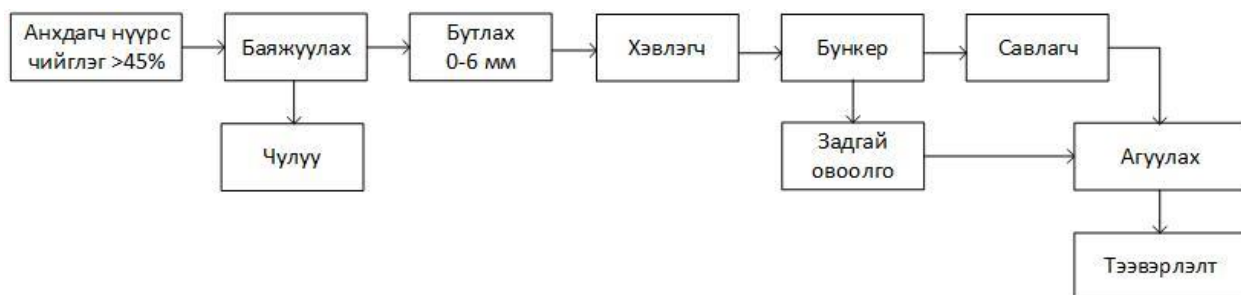 Анхдагч нүүрс
чийглэг >45%
Баяжуулах
Бутлах
0-6 мм
Хэвлэгч
Бункер
Савлагч
Чулуу
Задгай
овоолго
Агуулах
Тээвэрлэлт